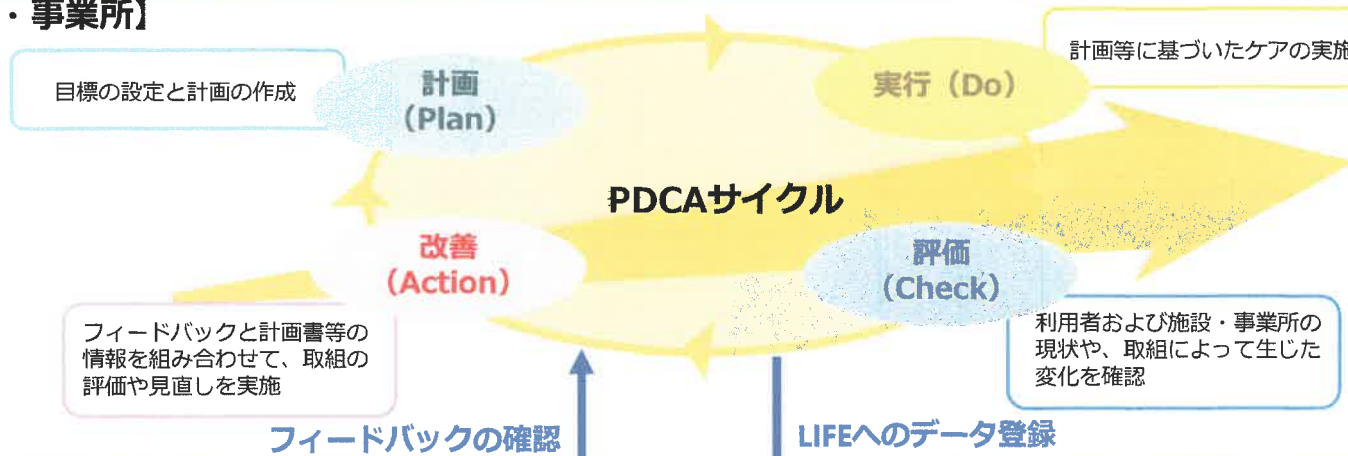 ・事業所】
目標の設定と計画の作成
計画
(Plan)
実行（Do）
計画等に基づいたケアの実施
PDCAサイクル
改善
(Action)
評価
(Check)
フィードバックと計画書等の
情報を組み合わせて、取組の
評価や見直しを実施
利用者および施設・事業所の
現状や、取組によって生じた
変化を確認
フィードバックの確認
LIFEへのデータ登録